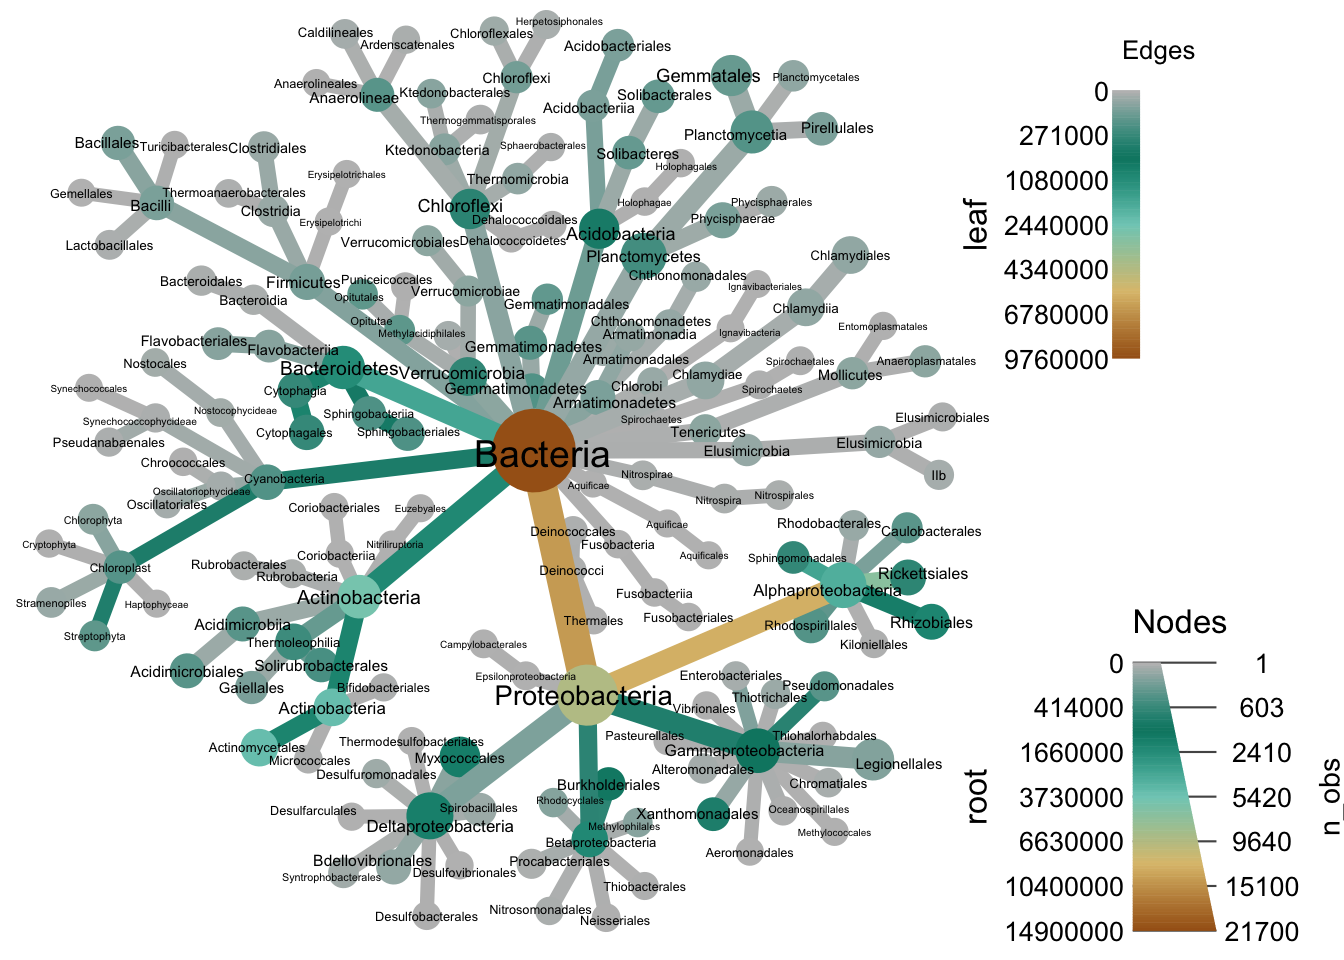 Herpetosiphonales
Caldilineales
Chloroflexales
Ardenscatenales
Acidobacteriales
Edges
Anaerolineales
Chloroflexi
Gemmatales
Planctomycetales
0
Anaerolineae
Ktedonobacterales
Solibacterales
Acidobacteriia
Thermogemmatisporales
Planctomycetia
Pirellulales
271000
Bacillales
Turicibacterales
Clostridiales
Ktedonobacteria
Sphaerobacterales
Solibacteres
Holophagales
Erysipelotrichales
Thermomicrobia
1080000
Gemellales
Thermoanaerobacterales
Bacilli
Clostridia
Chloroflexi
Holophagae
Phycisphaerales
Erysipelotrichi
Dehalococcoidales
Phycisphaerae
2440000
leaf
Acidobacteria
Lactobacillales
Verrucomicrobiales
Dehalococcoidetes
Planctomycetes
Chlamydiales
4340000
Bacteroidales
Firmicutes
Puniceicoccales
Chthonomonadales
Bacteroidia
Opitutales
Verrucomicrobiae
Gemmatimonadales
Ignavibacteriales
Chlamydiia
6780000
Opitutae
Methylacidiphilales
Chthonomonadetes
Armatimonadia
Ignavibacteria
Entomoplasmatales
Flavobacteriales
Flavobacteriia
Gemmatimonadetes
Armatimonadales
Spirochaetales
Anaeroplasmatales
9760000
Nostocales
Bacteroidetes
Verrucomicrobia
Chlamydiae
Mollicutes
Synechococcales
Cytophagia
Gemmatimonadetes
Chlorobi
Spirochaetes
Armatimonadetes
Nostocophycideae
Sphingobacteriia
Spirochaetes
Elusimicrobiales
Synechococcophycideae
Cytophagales
Sphingobacteriales
Tenericutes
Pseudanabaenales
Elusimicrobia
Elusimicrobia
Bacteria
Chroococcales
Cyanobacteria
Nitrospirae
IIb
Oscillatoriophycideae
Aquificae
Nitrospira
Nitrospirales
Oscillatoriales
Coriobacteriales
Euzebyales
Chlorophyta
Aquificae
Rhodobacterales
Caulobacterales
Deinococcales
Cryptophyta
Nitriliruptoria
Fusobacteria
Coriobacteriia
Aquificales
Sphingomonadales
Chloroplast
Rubrobacterales
Rubrobacteria
Deinococci
Rickettsiales
Alphaproteobacteria
Stramenopiles
Haptophyceae
Actinobacteria
Fusobacteriia
Streptophyta
Acidimicrobiia
Thermales
Fusobacteriales
Rhodospirillales
Rhizobiales
Nodes
Thermoleophilia
Campylobacterales
Kiloniellales
Acidimicrobiales
Solirubrobacterales
Epsilonproteobacteria
Enterobacteriales
0
1
Gaiellales
Bifidobacteriales
Proteobacteria
Thiotrichales
Pseudomonadales
Actinobacteria
Vibrionales
414000
603
Actinomycetales
Thermodesulfobacteriales
Pasteurellales
Thiohalorhabdales
Micrococcales
Myxococcales
Gammaproteobacteria
1660000
2410
Desulfuromonadales
Alteromonadales
Legionellales
Burkholderiales
Chromatiales
3730000
5420
root
n_obs
Desulfarculales
Spirobacillales
Rhodocyclales
Xanthomonadales
Oceanospirillales
Deltaproteobacteria
Methylophilales
Methylococcales
Betaproteobacteria
6630000
9640
Bdellovibrionales
Procabacteriales
Aeromonadales
Syntrophobacterales
Desulfovibrionales
Thiobacterales
10400000
15100
Desulfobacterales
Nitrosomonadales
Neisseriales
14900000
21700